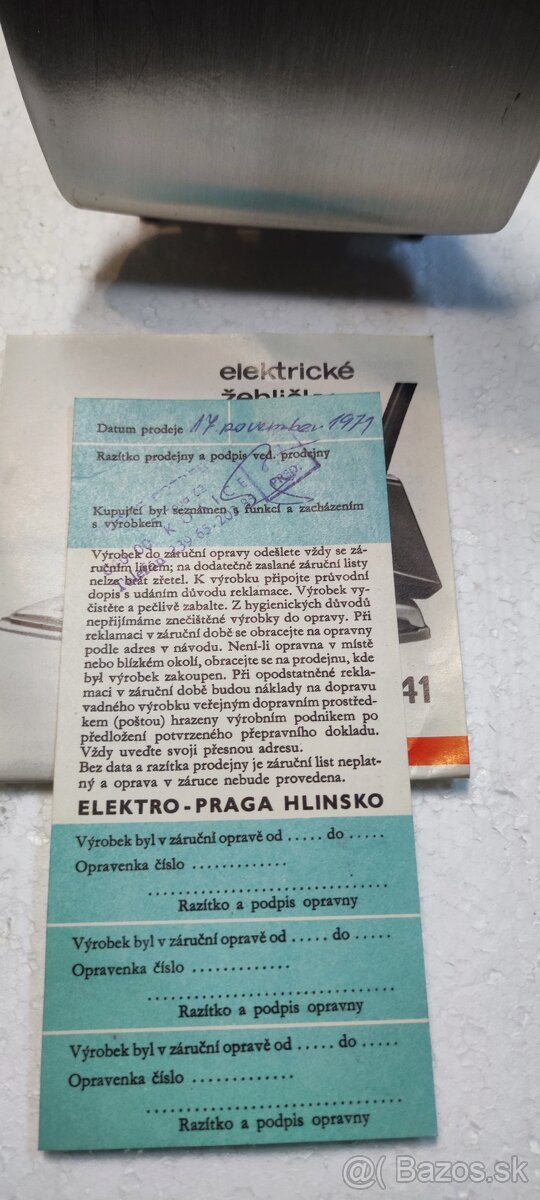 elektrické
žehličky
Datum prodeje 17 november 1971
Razítko prodejny a podpis ved. prodejny
Kupující byl seznámen s funkcí a zacházením
s výrobkem
Výrobek do záruční opravy odešlete vždy se zá-
ručním listem; na dodatečně zaslané záruční listy
nelze brát zřetel. K výrobku připojte průvodní
dopis s udáním důvodu reklamace. Výrobek vy-
čistěte a pečlivě zabalte. Z hygienických důvodů
nepřijímáme znečištěné výrobky do opravy. Při
reklamaci v záruční době se obracejte na opravny
podle adres v návodu. Není-li opravna v místě
nebo blízkém okolí, obracejte se na prodejnu, kde
byl výrobek zakoupen. Při opodstatněné rekla-
maci v záruční době budou náklady na dopravu
vadného výrobku veřejným dopravním prostřed-
kem (poštou) hrazeny výrobním podnikem po
předložení potvrzeného přepravního dokladu.
Vždy uveďte svoji přesnou adresu.
Bez data a razítka prodejny je záruční list neplat-
ný a oprava v záruce nebude provedena.
41
ELEKTRO-PRAGA HLINSKO
Výrobek byl v záruční opravě od ..... do .....
Opravenka číslo .............
Razítko a podpis opravny
Výrobek byl v záruční opravě od ..... do .....
Opravenka číslo .............
Razítko a podpis opravny
Výrobek byl v záruční opravě od ..... do .....
Opravenka číslo .............
Razítko a podpis opravny
Bazos.sk